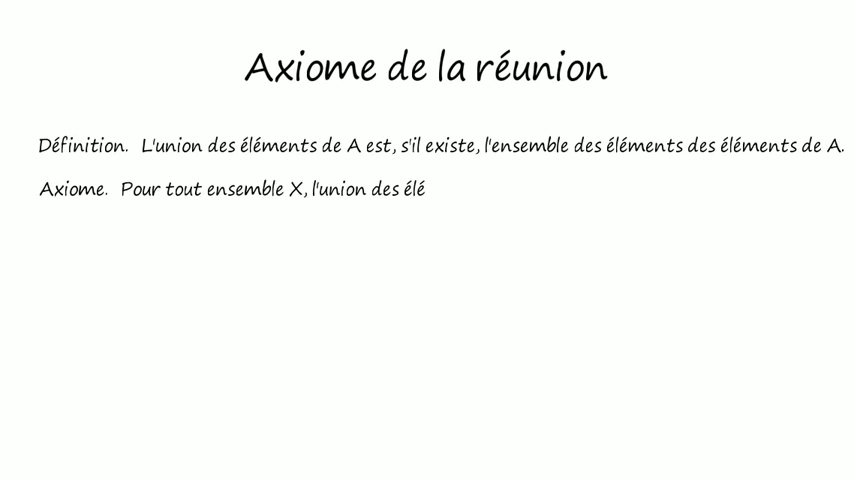 Axiome de la réunion
Définition. L'union des éléments de A est, s'il existe, l'ensemble des éléments des éléments de A.
Axiome. Pour tout ensemble X, l'union des élé